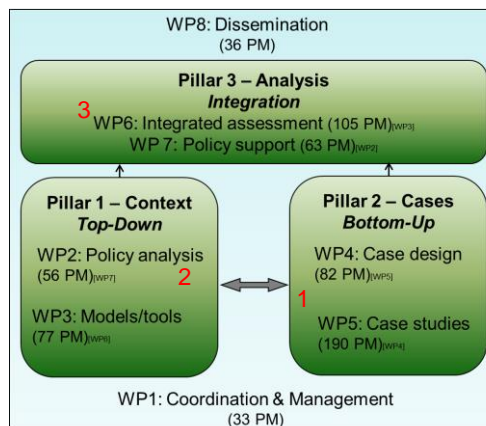 WP8: Dissemination
(36 PM)
Pillar 3 – Analysis
Integration
3
WP6: Integrated assessment (105 PM)[WP3]
WP 7: Policy support (63 PM)[WP2]
Pillar 1 – Context
Top-Down
WP2: Policy analysis
(56 PM)[WP7]
2
WP3: Models/tools
(77 PM)[WP6]
Pillar 2 – Cases
Bottom-Up
WP4: Case design
(82 PM)[WP5]
1
WP5: Case studies
(190 PM)[WP4]
WP1: Coordination & Management
(33 PM)